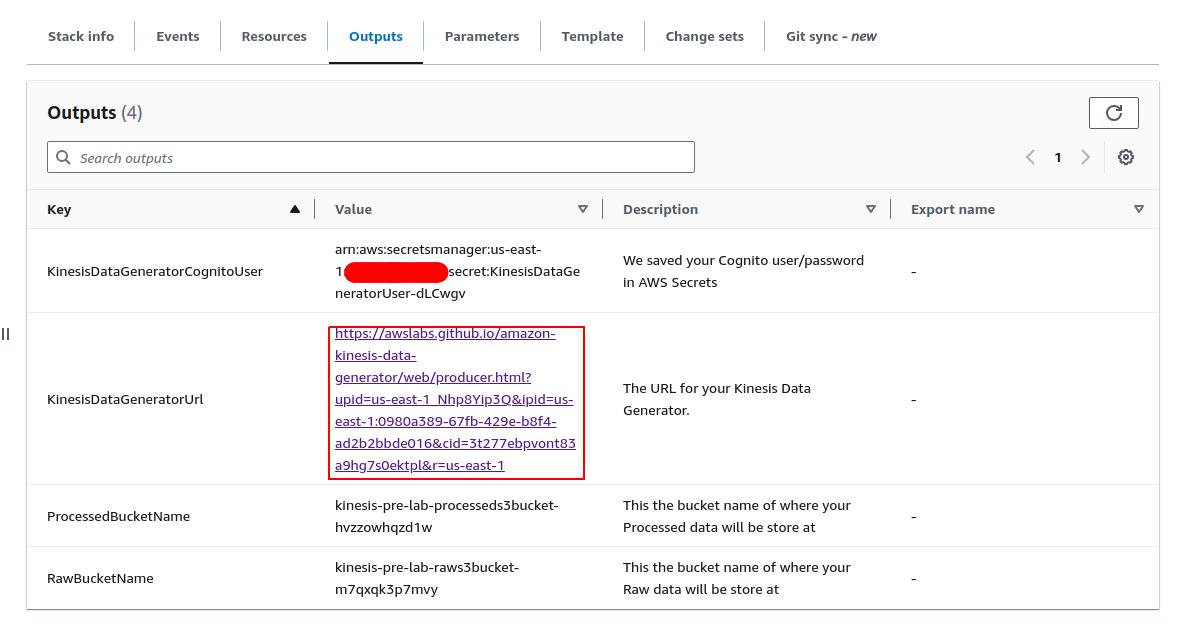 Stack info Events Resources Outputs Parameters Template Change sets Git sync - new
Outputs (4)
Search outputs
1
Key Value Description Export name
KinesisDataGeneratorCognitoUser
arn:aws:secretsmanager:us-east-
1: secret:KinesisDataGe
neratorUser-dLCwgv
We saved your Cognito user/password
in AWS Secrets
-
KinesisDataGeneratorUrl
https://awslabs.github.io/amazon-
kinesis-data-
generator/web/producer.html?
upid=us-east-1_Nhp8Yip3Q&ipid=us-
east-1:0980a389-67fb-429e-b8f4-
ad2b2bbde016&cid=3t277ebpvont83
a9hg7s0ektpl&r=us-east-1
The URL for your Kinesis Data
Generator.
-
ProcessedBucketName
kinesis-pre-lab-processeds3bucket-
hvzzowhqzd1w
This the bucket name of where your
Processed data will be store at
-
RawBucketName
kinesis-pre-lab-raws3bucket-
m7qxqk3p7mvy
This the bucket name of where your
Raw data will be store at
-